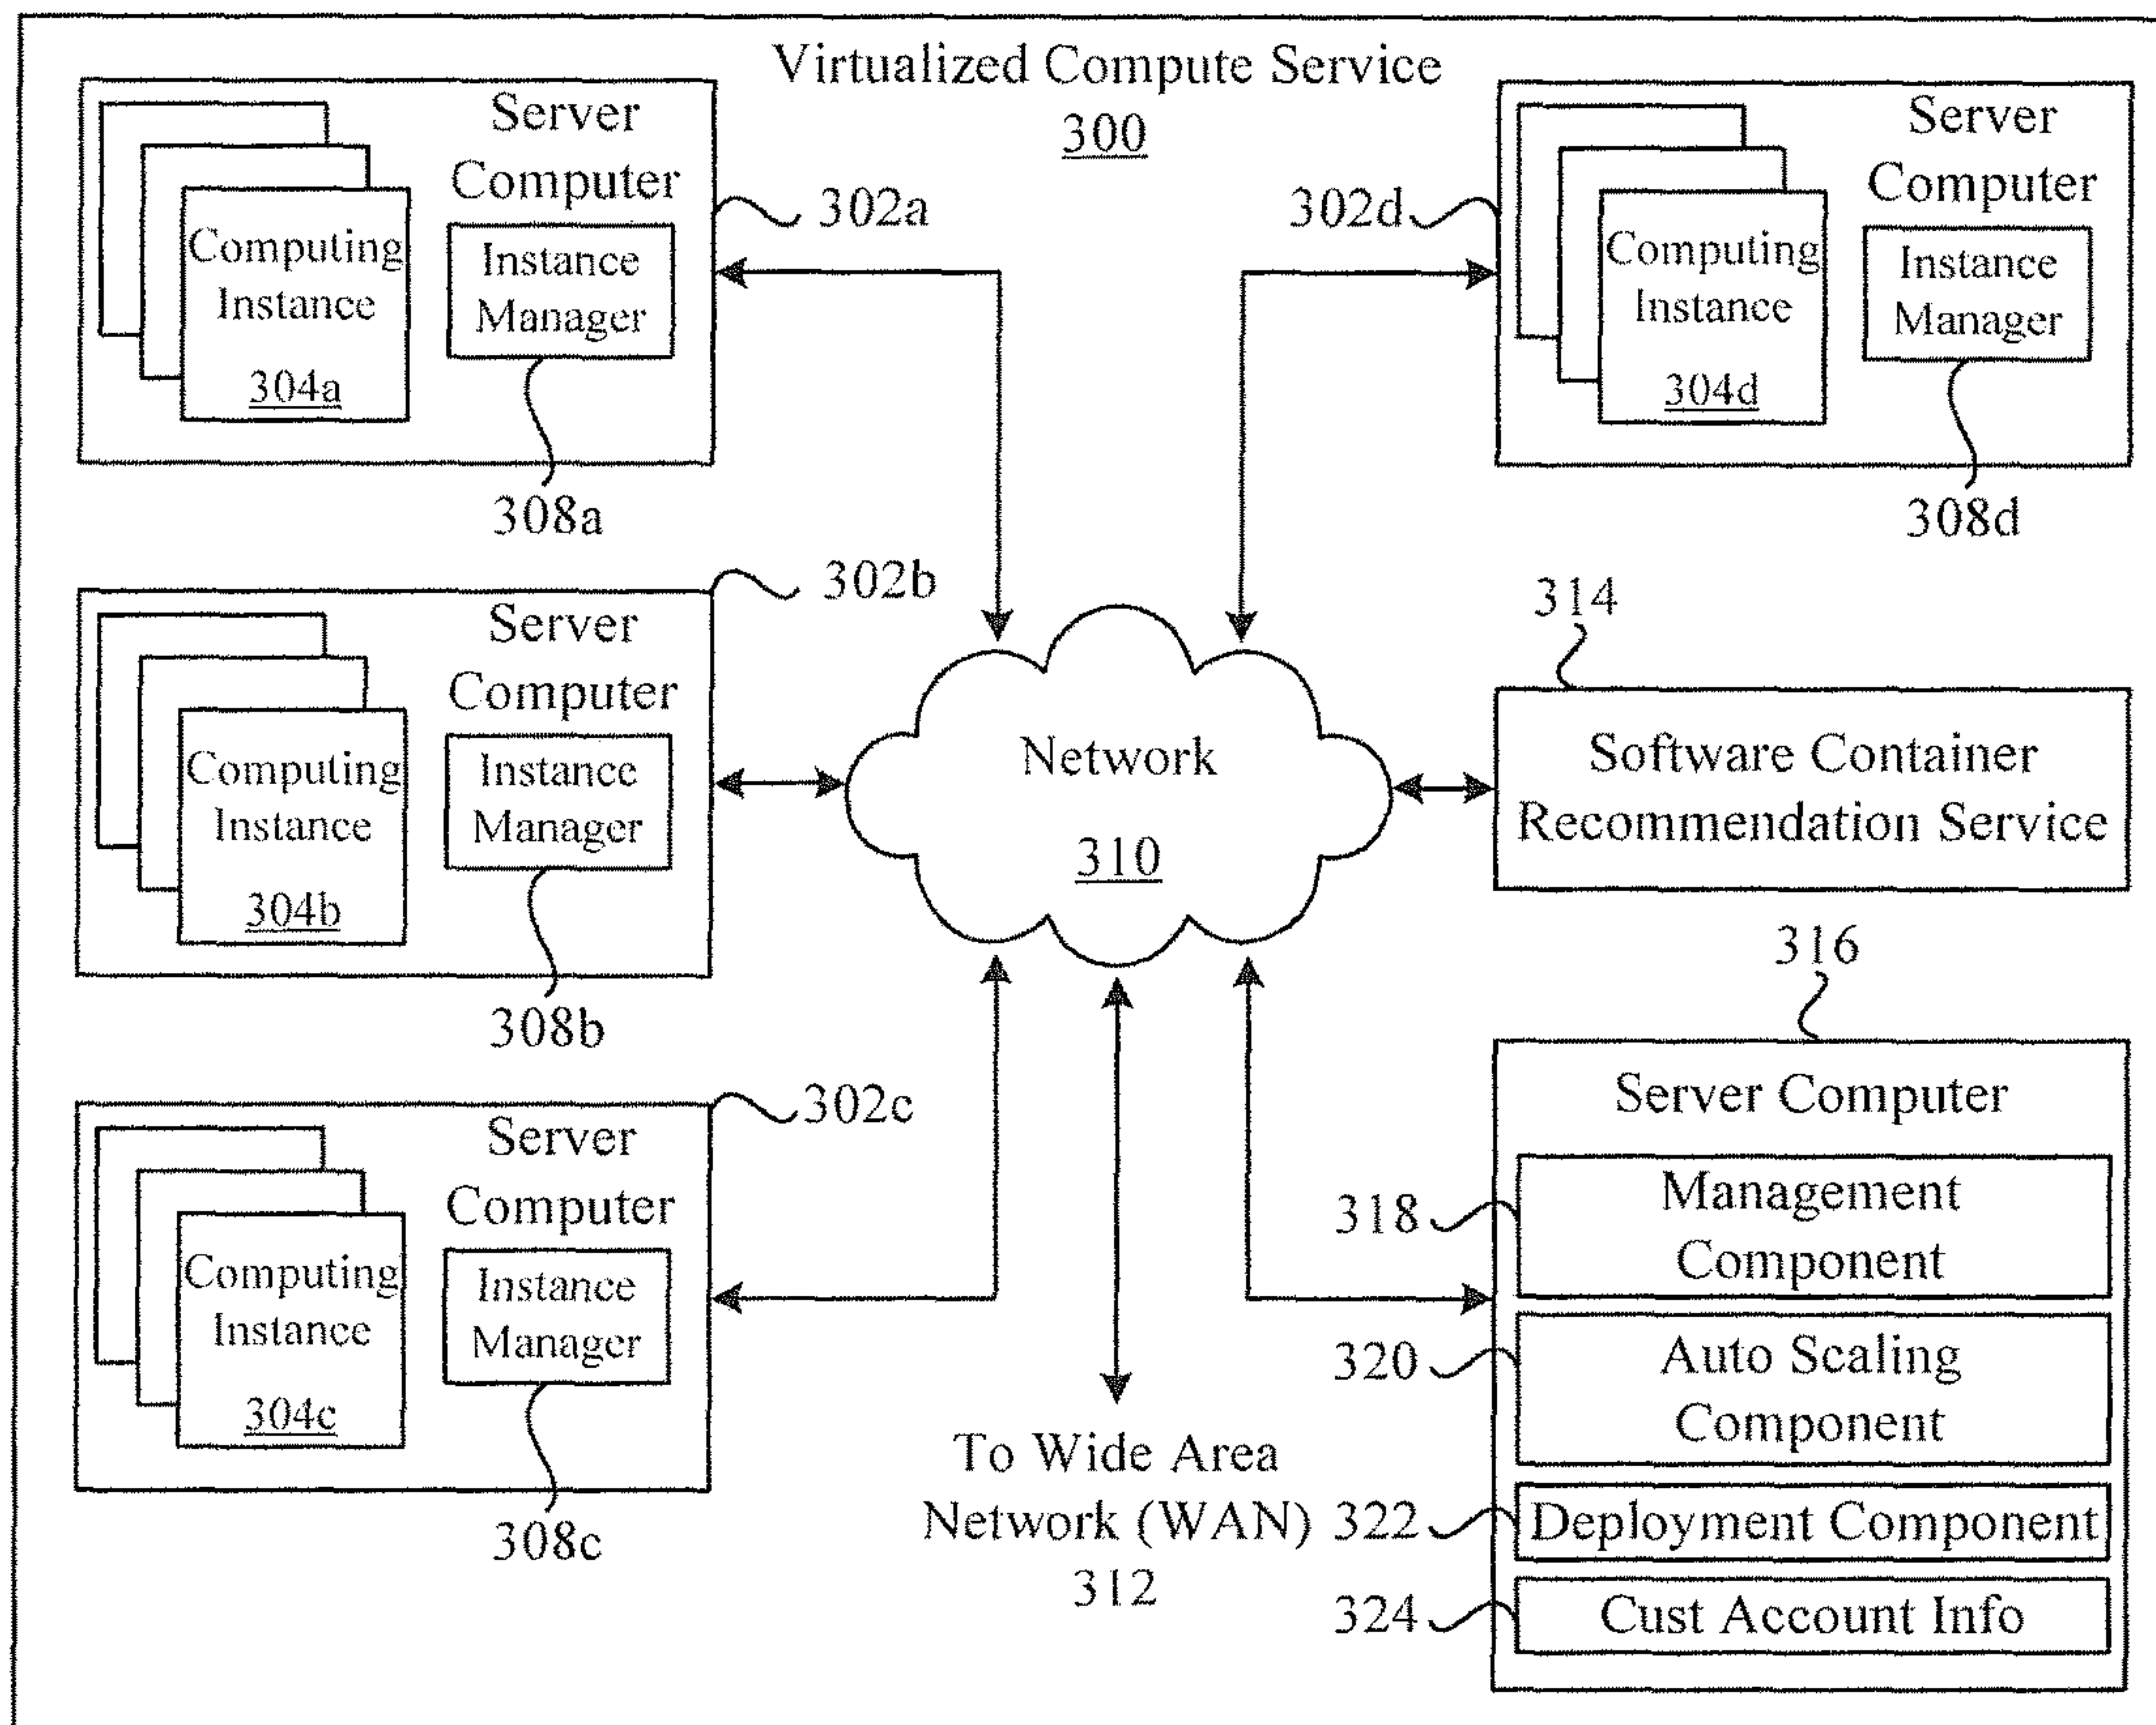 Virtualized Compute Service
300
Server
Computer
Computing
Instance
304a
Instance
Manager
302a
308a
302d
Server
Computer
Computing
Instance
304d
Instance
Manager
308d
302b
Server
Computer
Computing
Instance
304b
Instance
Manager
308b
Network
310
314
Software Container
Recommendation Service
302c
Server
Computer
Computing
Instance
304c
Instance
Manager
308c
To Wide Area
Network (WAN)
312
316
Server Computer
318
Management
Component
320
Auto Scaling
Component
322
Deployment Component
324
Cust Account Info